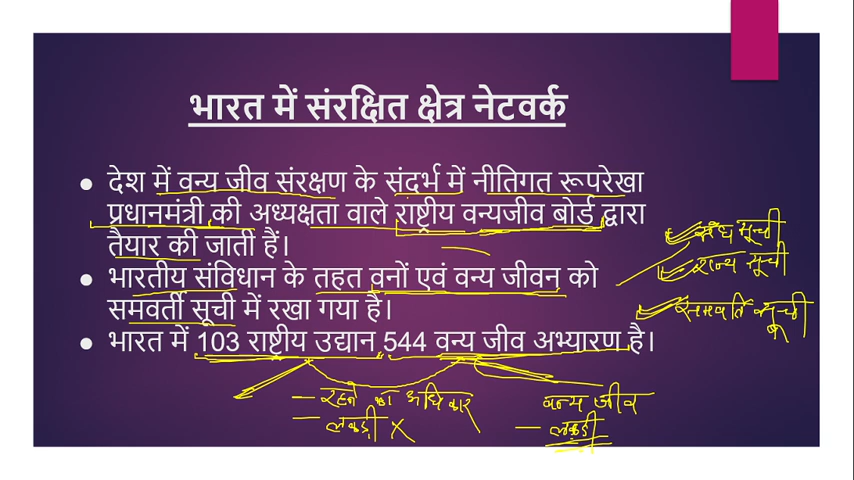 भारत में संरक्षित क्षेत्र नेटवर्क
देश में वन्य जीव संरक्षण के संदर्भ में नीतिगत रूपरेखा
प्रधानमंत्री की अध्यक्षता वाले राष्ट्रीय वन्यजीव बोर्ड द्वारा
तैयार की जाती हैं।
भारतीय संविधान के तहत वनों एवं वन्य जीवन को
समवर्ती सूची में रखा गया है।
भारत में 103 राष्ट्रीय उद्यान 544 वन्य जीव अभ्यारण है।
संघ सूची
राज्य सूची
समवर्ति सूची
रहने का अधिकार
लकड़ी X
वन्य जीव
लकड़ी